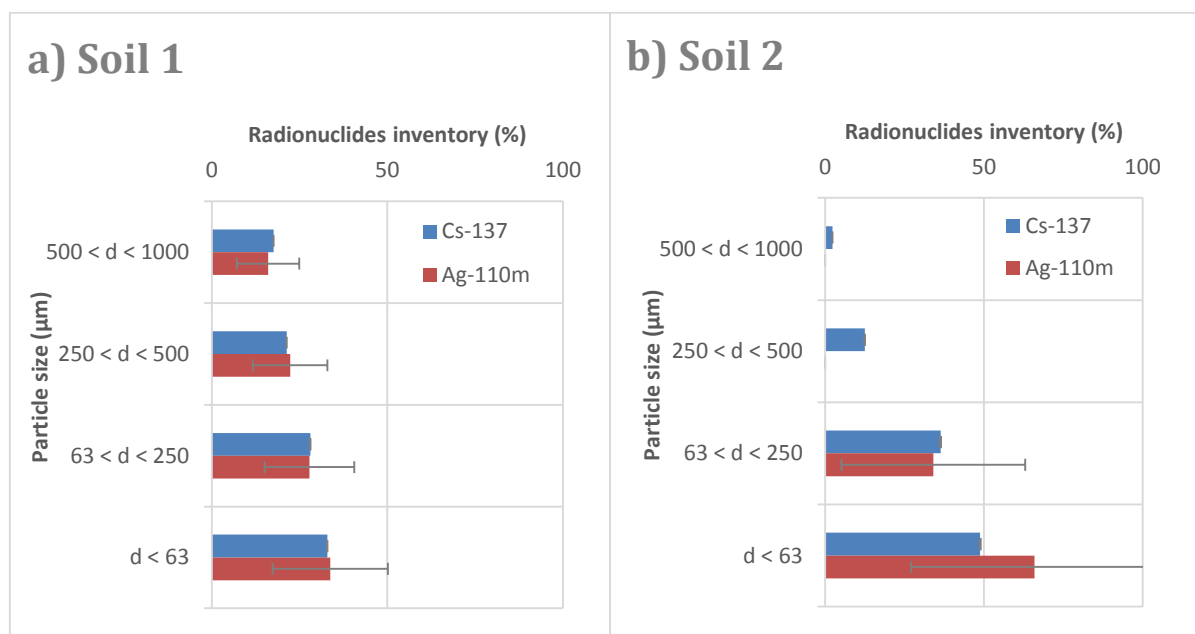 a) Soil 1
Radionuclides inventory (%)
0 50 100
Particle size (µm)
500 < d < 1000
250 < d < 500
63 < d < 250
d < 63
Cs-137
Ag-110m
b) Soil 2
Radionuclides inventory (%)
0 50 100
Particle size (µm)
500 < d < 1000
250 < d < 500
63 < d < 250
d < 63
Cs-137
Ag-110m